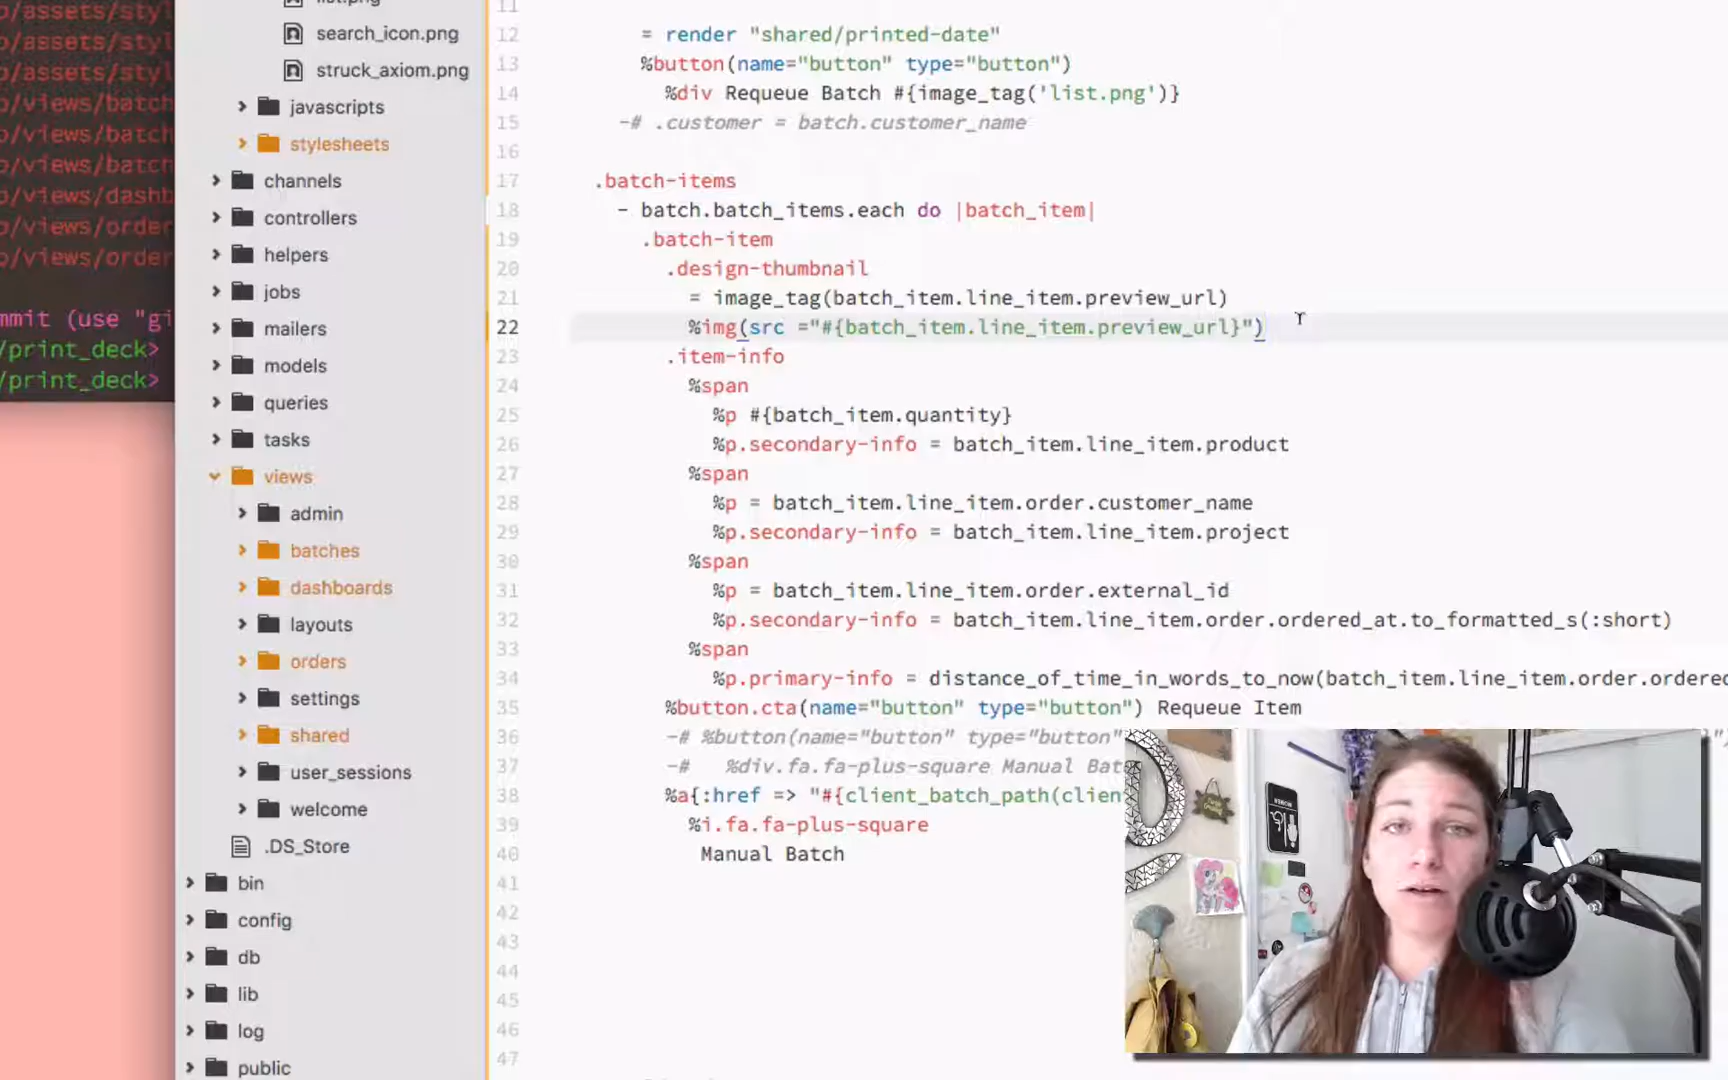 o/assets/styl
o/assets/styl
o/assets/styl
o/views/batch
o/views/batch
o/views/batch
o/views/dashb
o/views/order
o/views/order
mmit (use "gi
/print_deck>
/print_deck>
list.png
search_icon.png
struck_axiom.png
javascripts
stylesheets
channels
controllers
helpers
jobs
mailers
models
queries
tasks
views
admin
batches
dashboards
layouts
orders
settings
shared
user_sessions
welcome
.DS_Store
bin
config
db
lib
log
public
11
12 = render "shared/printed-date"
13 %button(name="button" type="button")
14 %div Requeue Batch #{image_tag('list.png')}
15 -# .customer = batch.customer_name
16
17 .batch-items
18 - batch.batch_items.each do |batch_item|
19 .batch-item
20 .design-thumbnail
21 = image_tag(batch_item.line_item.preview_url)
22 %img(src ="#{batch_item.line_item.preview_url}")
23 .item-info
24 %span
25 %p #{batch_item.quantity}
26 %p.secondary-info = batch_item.line_item.product
27 %span
28 %p = batch_item.line_item.order.customer_name
29 %p.secondary-info = batch_item.line_item.project
30 %span
31 %p = batch_item.line_item.order.external_id
32 %p.secondary-info = batch_item.line_item.order.ordered_at.to_formatted_s(:short)
33 %span
34 %p.primary-info = distance_of_time_in_words_to_now(batch_item.line_item.order.ordered
35 %button.cta(name="button" type="button") Requeue Item
36 -# %button(name="button" type="button"
37 -# %div.fa.fa-plus-square Manual Bat
38 %a{:href => "#{client_batch_path(clien
39 %i.fa.fa-plus-square
40 Manual Batch
41
42
43
44
45
46
47